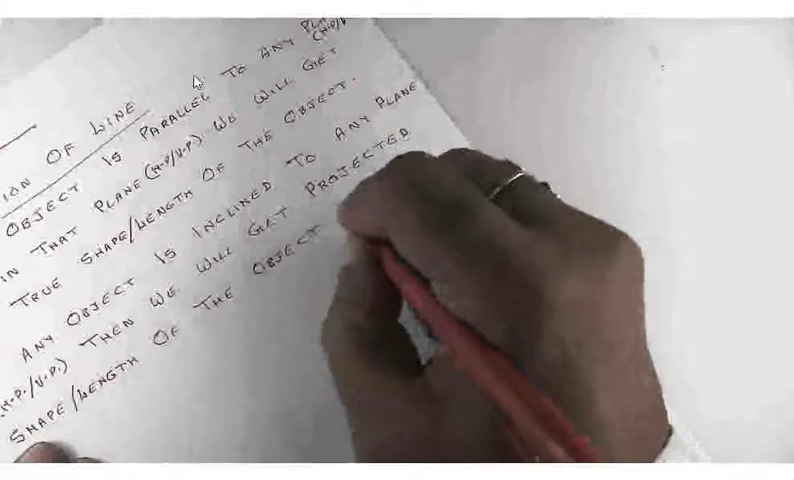 ION OF LINE
OBJECT IS PARALLEL TO ANY
(H.P/V
IN THAT PLANE (H.P/V.P) WE WILL GET
TRUE SHAPE/LENGTH OF THE OBJECT.
ANY OBJECT IS INCLINED TO ANY PLANE
(H.P./V.P.) THEN WE WILL GET PROJECTED
SHAPE/LENGTH OF THE OBJECT